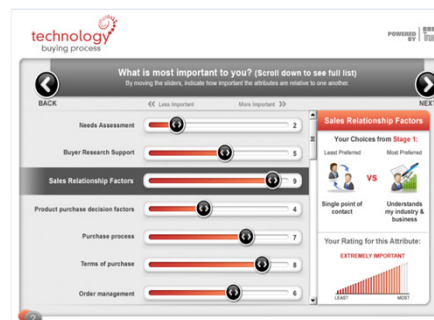 technology
buying process
POWERED
BY
What is most important to you? (Scroll down to see full list)
By moving the sliders, indicate how important the attributes are relative to one another.
BACK
NEXT
Less Important
More Important
Needs Assessment
2
Buyer Research Support
5
Sales Relationship Factors
9
Product purchase decision factors
4
Purchase process
7
Terms of purchase
8
Order management
6
Sales Relationship Factors
Your Choices from Stage 1:
Least Preferred
Most Preferred
VS
Single point of
contact
Understands
my industry &
business
Your Rating for this Attribute:
EXTREMELY IMPORTANT
LEAST
MOST
?